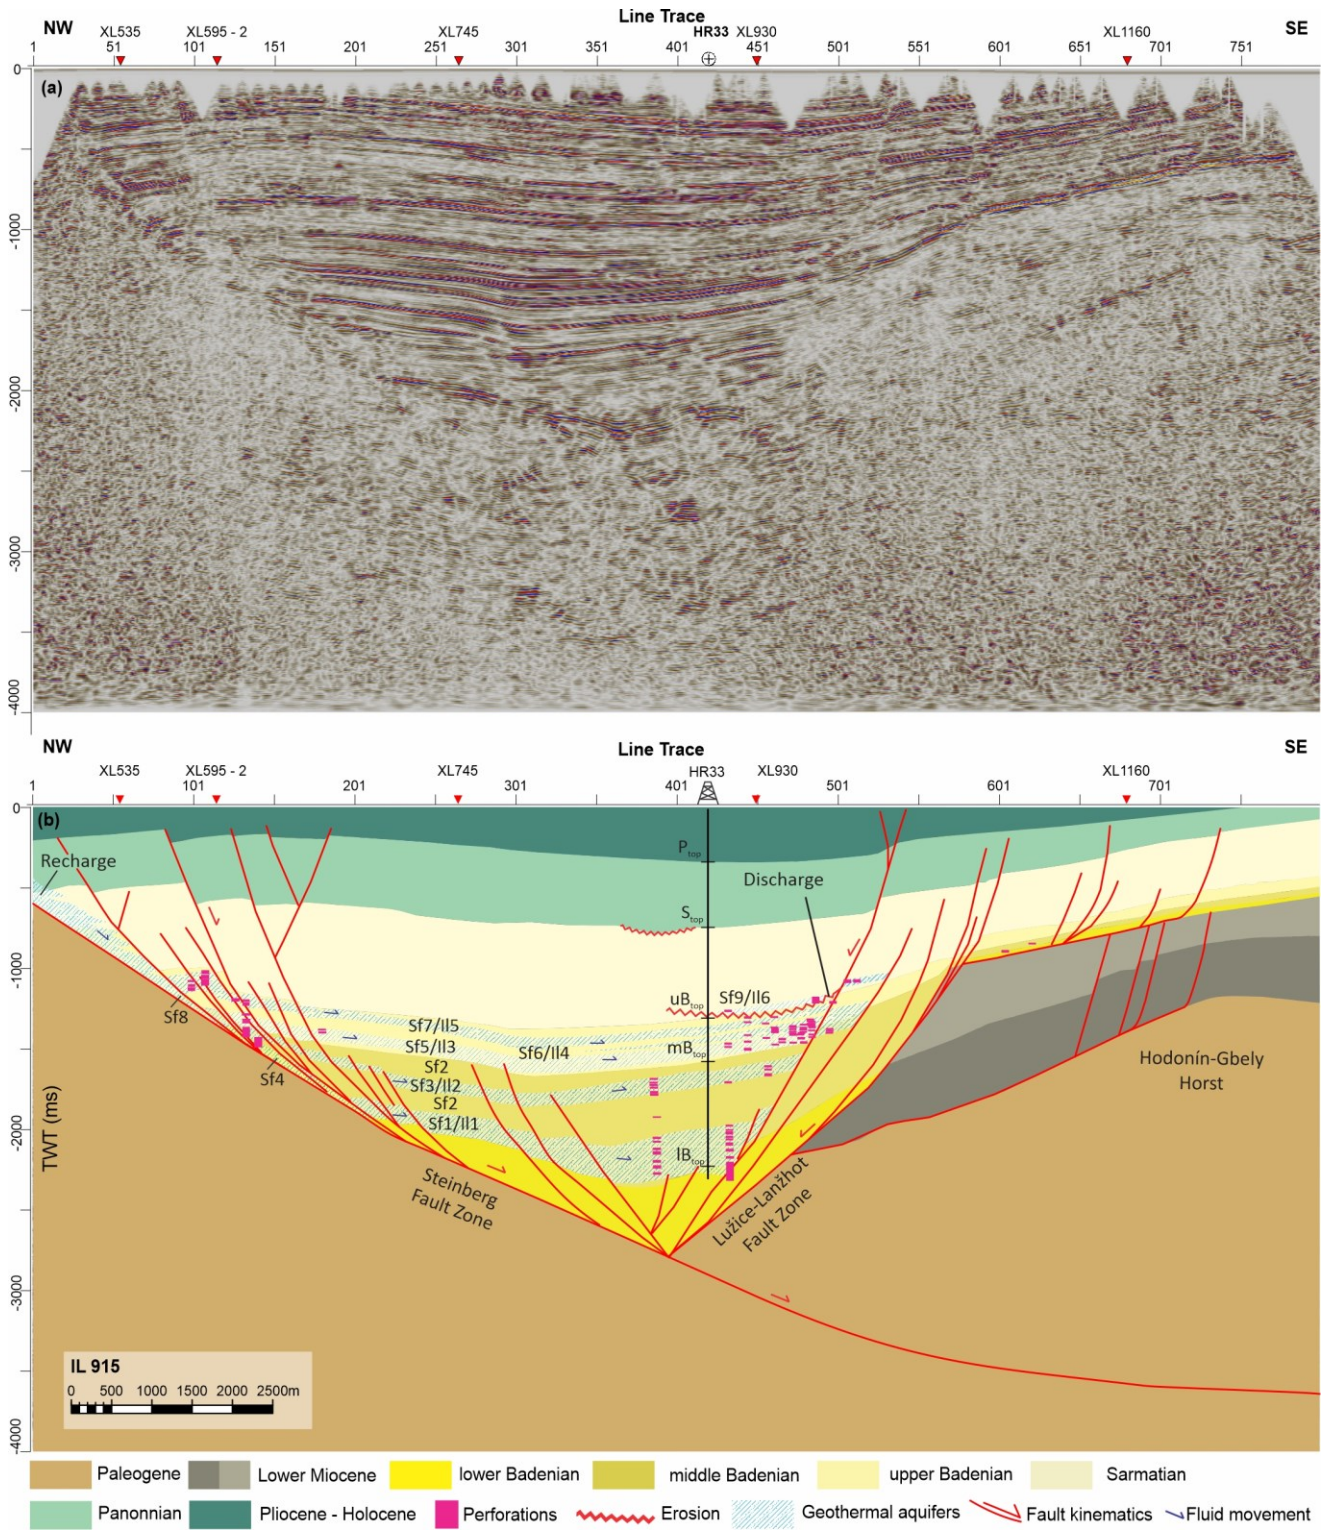 Line Trace
NW XL535 XL595 - 2 XL745 HR33 XL930 XL1160 SE
1 51 101 151 201 251 301 351 401 451 501 551 601 651 701 751
(a)
0
-1000
-2000
-3000
-4000
NW Line Trace SE
XL535 XL595 - 2 XL745 HR33 XL930 XL1160
1 101 201 301 401 501 601 701
(b)
0
-1000
-2000
-3000
-4000
TWT (ms)
Recharge
Ptop
Discharge
Stop
uBtop
Sf9/Il6
Sf8
Sf7/Il5
Sf5/Il3
Sf6/Il4
mBtop
Sf2
Sf4
Sf3/Il2
Sf2
Sf1/Il1
lBtop
Hodonín-Gbely
Horst
Steinberg
Fault Zone
Lužice-Lanžhot
Fault Zone
IL 915
0 500 1000 1500 2000 2500m
Paleogene Lower Miocene lower Badenian middle Badenian upper Badenian Sarmatian
Panonnian Pliocene - Holocene Perforations Erosion Geothermal aquifers Fault kinematics Fluid movement